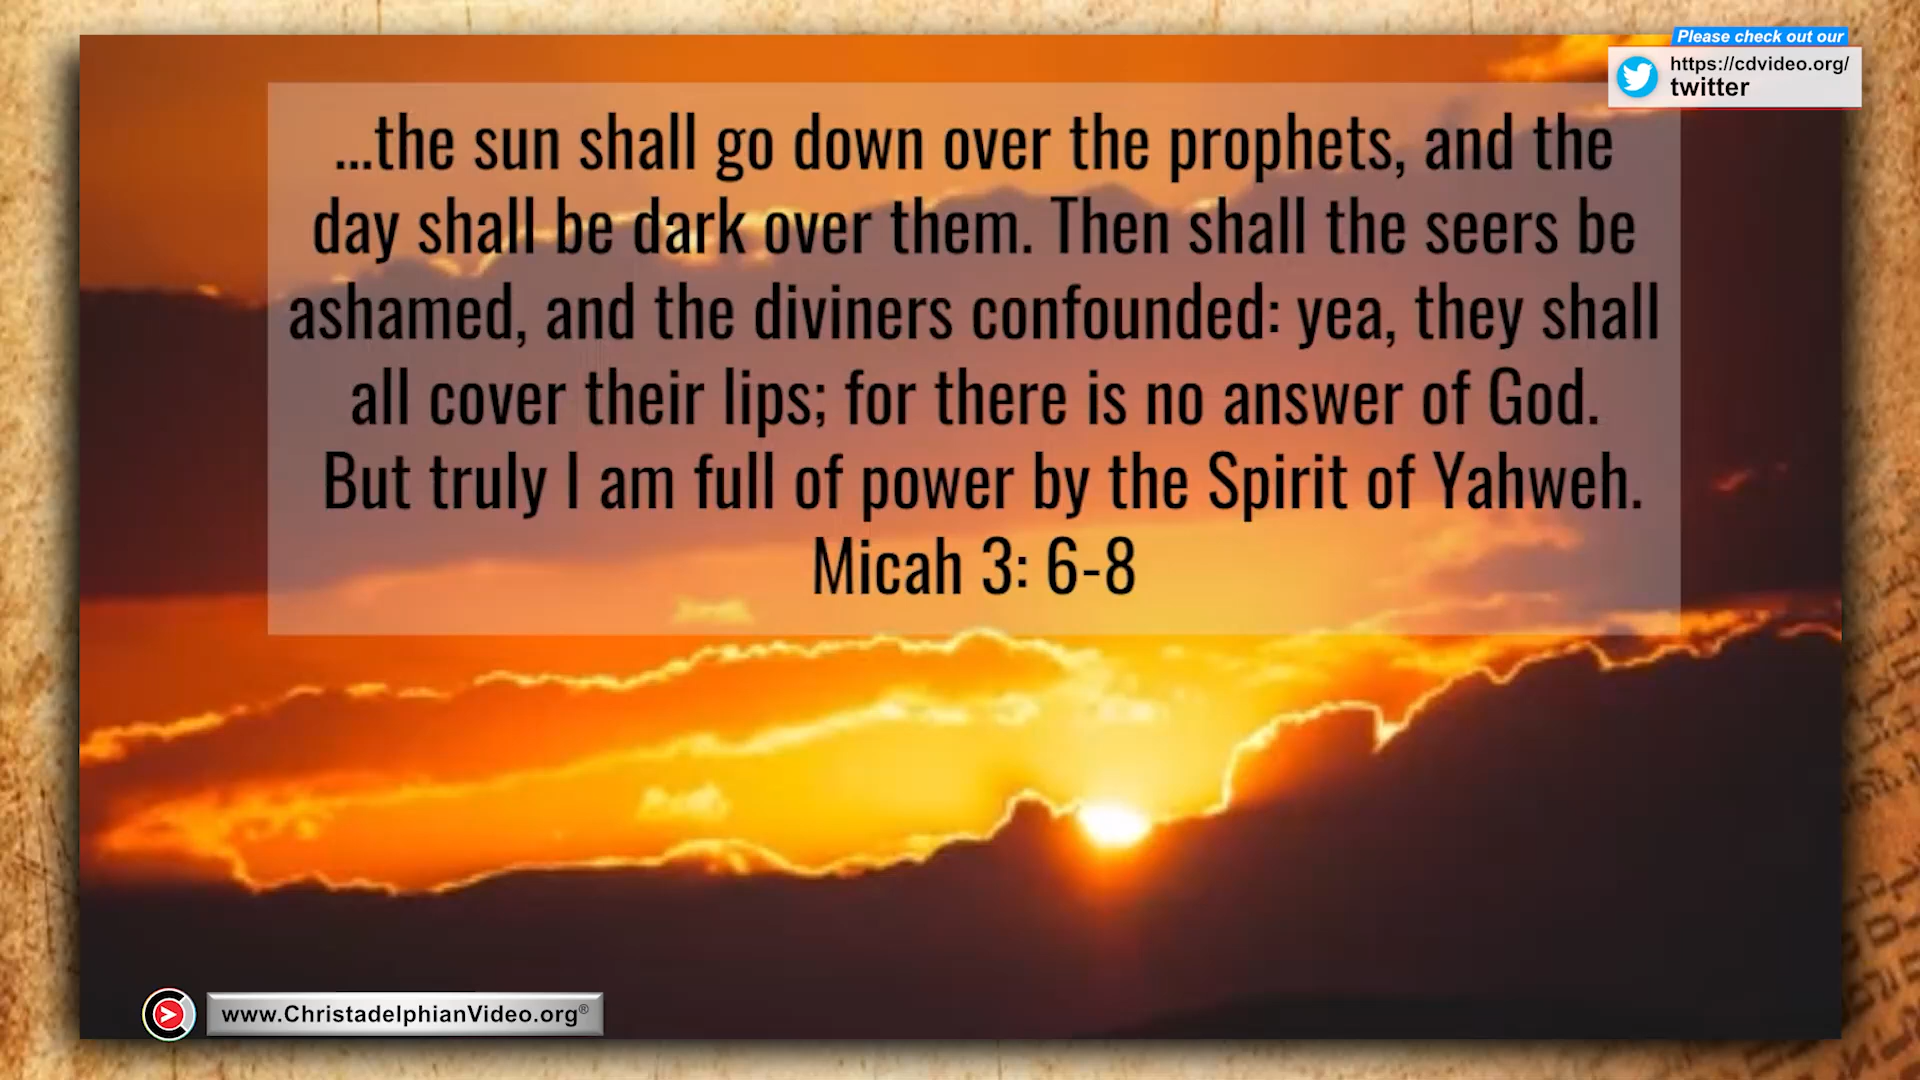 Please check out our
https://cdvideo.org/
twitter
...the sun shall go down over the prophets, and the
day shall be dark over them. Then shall the seers be
ashamed, and the diviners confounded: yea, they shall
all cover their lips; for there is no answer of God.
But truly I am full of power by the Spirit of Yahweh.
Micah 3: 6-8
www.ChristadelphianVideo.org®